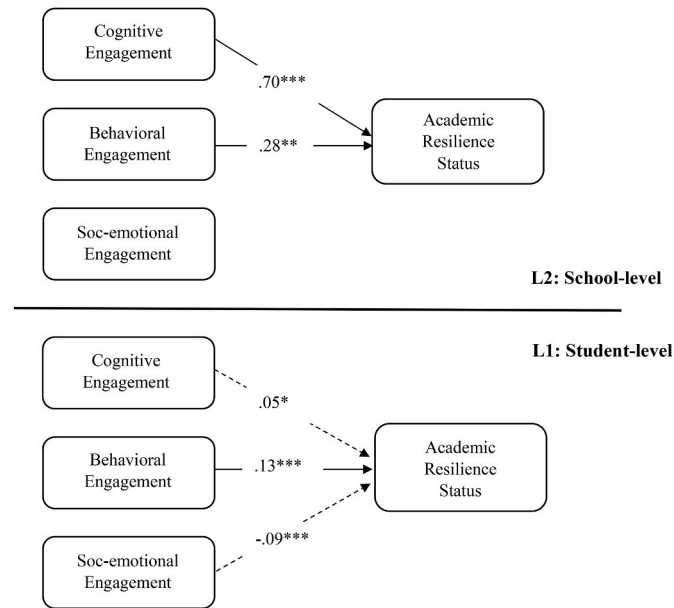 Cognitive
Engagement
.70***
Behavioral
Engagement
.28**
Academic
Resilience
Status
Soc-emotional
Engagement
L2: School-level
L1: Student-level
Cognitive
Engagement
.05*
Behavioral
Engagement
.13***
Academic
Resilience
Status
-.09***
Soc-emotional
Engagement